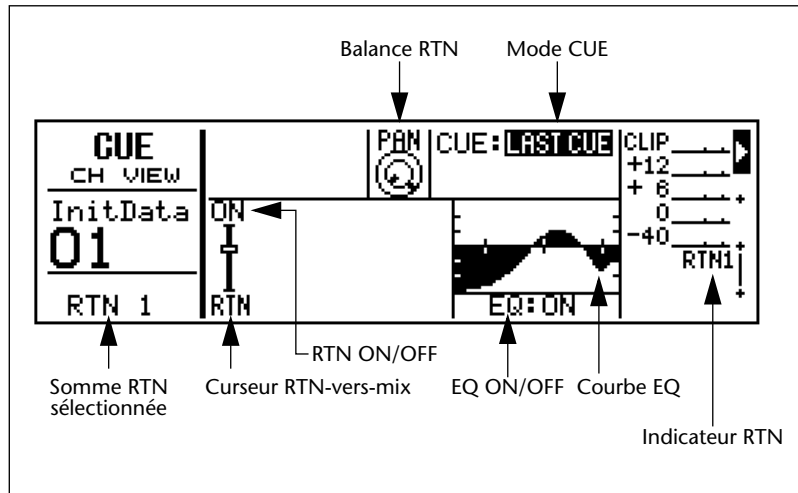 Balance RTN
Mode CUE
CUE
CH VIEW
InitData
01
RTN 1
PAN
CUE: LAST CUE
ON
RTN
EQ: ON
CLIP
+12
+ 6
0
-40
RTN1
RTN ON/OFF
Somme RTN
sélectionnée
Curseur RTN-vers-mix
EQ ON/OFF
Courbe EQ
Indicateur RTN